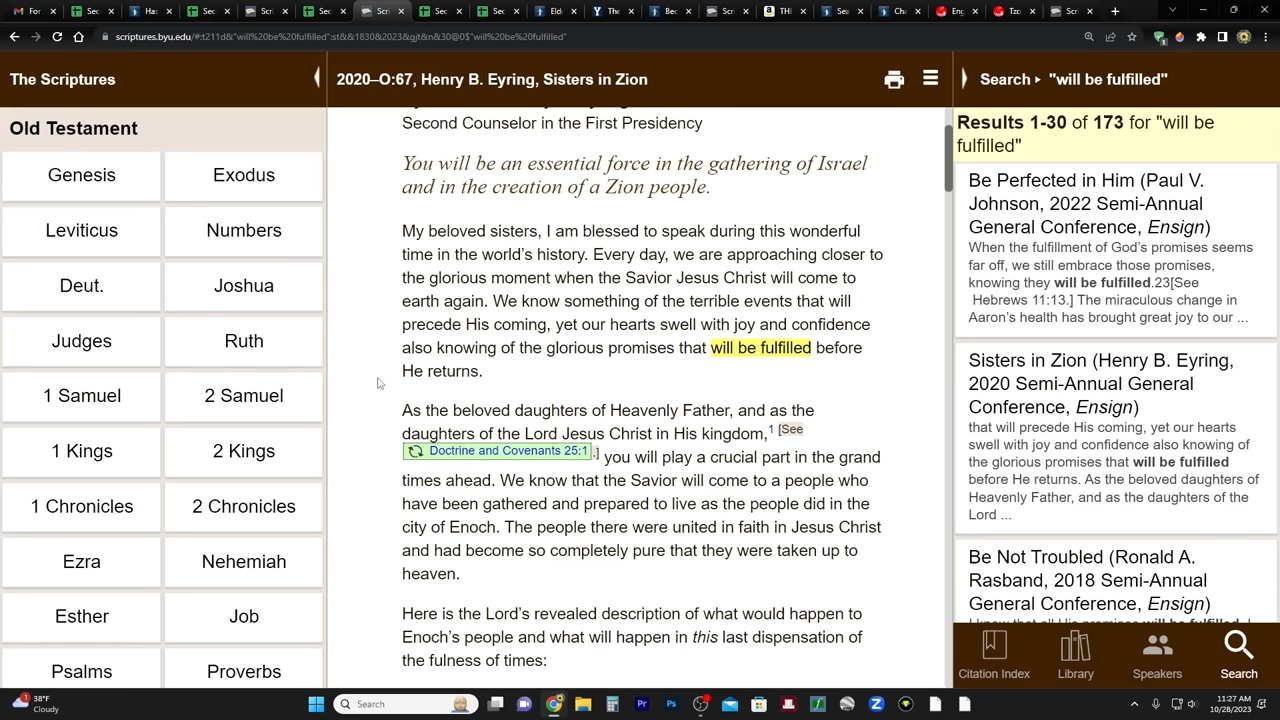 scriptures.byu.edu/#:t211d&"will%20be%20fulfilled":st&&1830&2023&gjt&n&30@0$"will%20be%20fulfilled"
The Scriptures
Old Testament
Genesis
Exodus
Leviticus
Numbers
Deut.
Joshua
Judges
Ruth
1 Samuel
2 Samuel
1 Kings
2 Kings
1 Chronicles
2 Chronicles
Ezra
Nehemiah
Esther
Job
Psalms
Proverbs
2020–O:67, Henry B. Eyring, Sisters in Zion
Second Counselor in the First Presidency
You will be an essential force in the gathering of Israel
and in the creation of a Zion people.
My beloved sisters, I am blessed to speak during this wonderful
time in the world's history. Every day, we are approaching closer to
the glorious moment when the Savior Jesus Christ will come to
earth again. We know something of the terrible events that will
precede His coming, yet our hearts swell with joy and confidence
also knowing of the glorious promises that will be fulfilled before
He returns.
As the beloved daughters of Heavenly Father, and as the
daughters of the Lord Jesus Christ in His kingdom,1 [See
Doctrine and Covenants 25:1 .] you will play a crucial part in the grand
times ahead. We know that the Savior will come to a people who
have been gathered and prepared to live as the people did in the
city of Enoch. The people there were united in faith in Jesus Christ
and had become so completely pure that they were taken up to
heaven.
Here is the Lord's revealed description of what would happen to
Enoch's people and what will happen in this last dispensation of
the fulness of times:
Search ▸ "will be fulfilled"
Results 1-30 of 173 for "will be
fulfilled"
Be Perfected in Him (Paul V.
Johnson, 2022 Semi-Annual
General Conference, Ensign)
When the fulfillment of God's promises seems
far off, we still embrace those promises,
knowing they will be fulfilled.23[See
Hebrews 11:13.] The miraculous change in
Aaron's health has brought great joy to our ...
Sisters in Zion (Henry B. Eyring,
2020 Semi-Annual General
Conference, Ensign)
that will precede His coming, yet our hearts
swell with joy and confidence also knowing of
the glorious promises that will be fulfilled
before He returns. As the beloved daughters of
Heavenly Father, and as the daughters of the
Lord ...
Be Not Troubled (Ronald A.
Rasband, 2018 Semi-Annual
General Conference, Ensign)
Citation Index
Library
Speakers
Search
38°F
Cloudy
Search
11:27 AM
10/28/2023